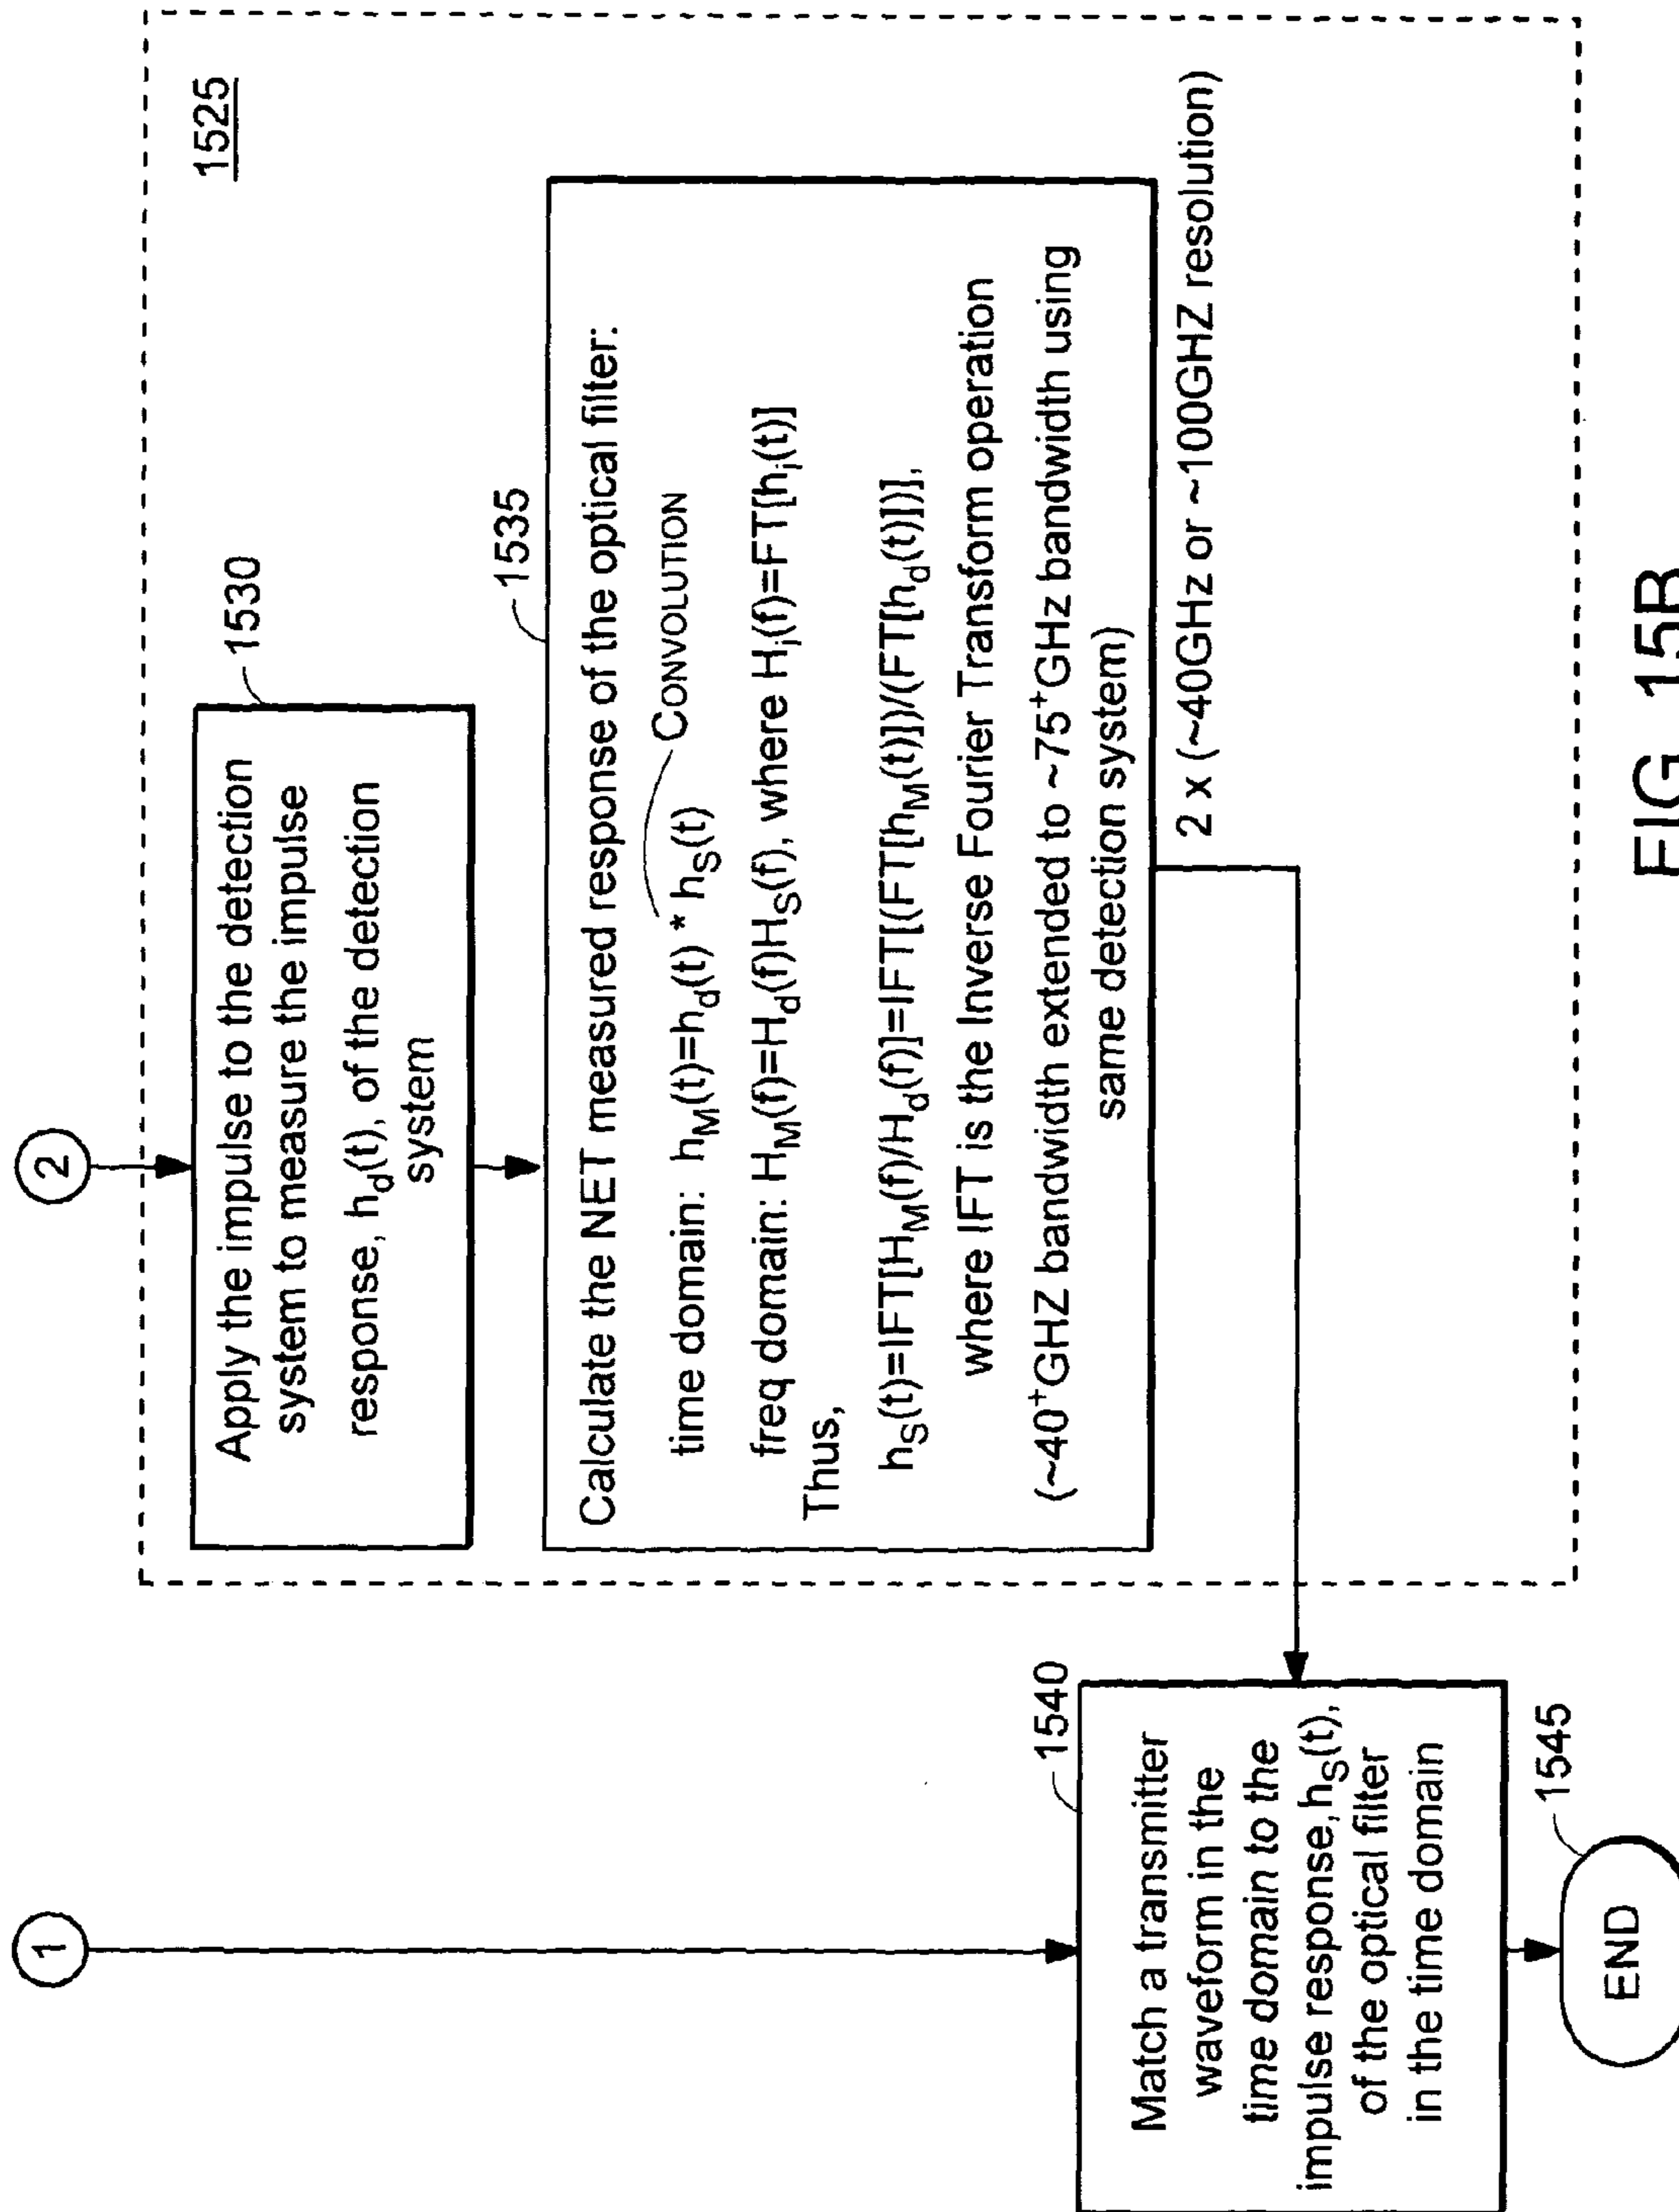 1
2
1525
1530
Apply the impulse to the detection
system to measure the impulse
response, h_d(t), of the detection
system
1535
Calculate the NET measured response of the optical filter:
CONVOLUTION
time domain: h_M(t)=h_d(t) * h_S(t)
freq domain: H_M(f)=H_d(f)H_S(f), where H_i(f)=FT[h_i(t)]
Thus,
h_S(t)=IFT[H_M(f)/H_d(f)]=IFT[(FT[h_M(t)])/(FT[h_d(t)])],
where IFT is the Inverse Fourier Transform operation
(~40⁺GHZ bandwidth extended to ~75⁺GHz bandwidth using
same detection system)
2 x (~40GHz or ~100GHZ resolution)
1540
Match a transmitter
waveform in the
time domain to the
impulse response, h_S(t),
of the optical filter
in the time domain
1545
END
FIG. 15B